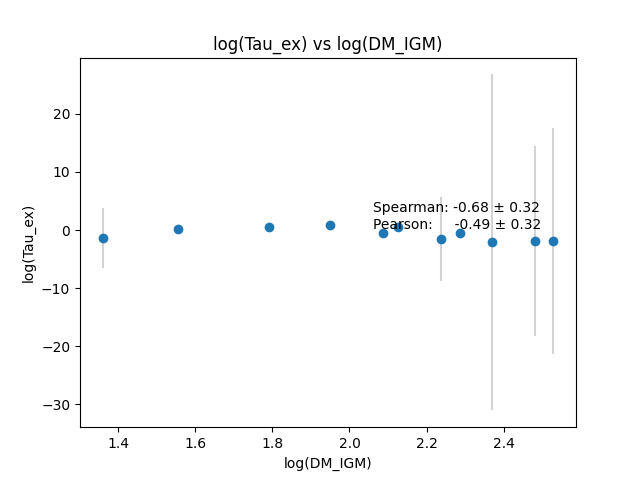 log(Tau_ex) vs log(DM_IGM)
20
10
0
−10
−20
−30
log(Tau_ex)
Spearman: -0.68 ± 0.32
Pearson: -0.49 ± 0.32
1.4 1.6 1.8 2.0 2.2 2.4
log(DM_IGM)